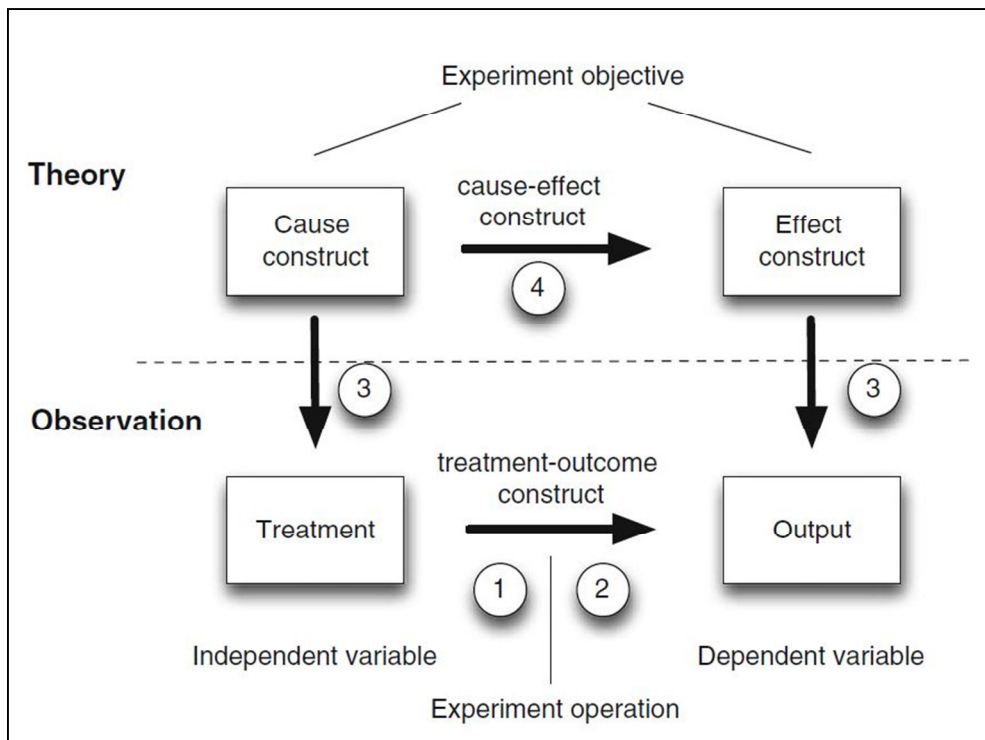 Experiment objective
Theory
cause-effect
construct
Cause
construct
Effect
construct
4
3
3
Observation
treatment-outcome
construct
Treatment
Output
1
2
Independent variable
Dependent variable
Experiment operation